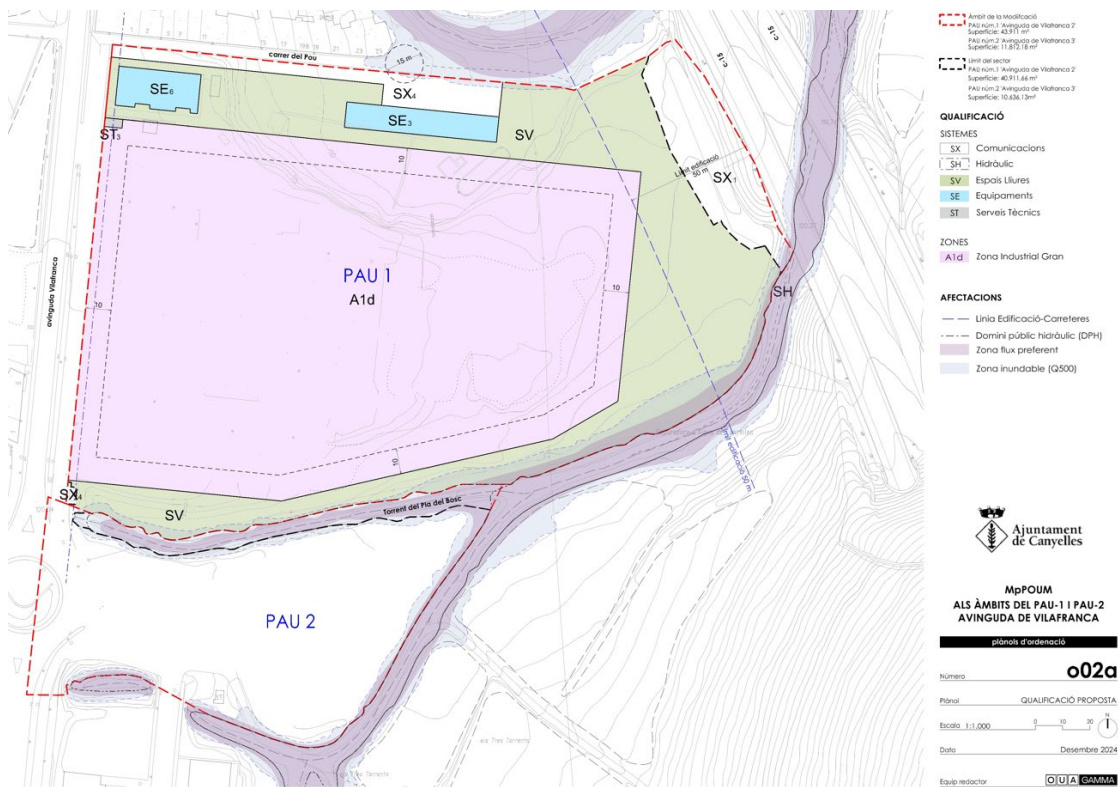 carrer del Pou
15 m
SE6
SX4
SE3
ST3
SV
Límit edificació
50 m
SX1
C-15
C-15
10
PAU 1
A1d
10
10
10
avinguda Vilafranca
SH
SX4
SV
Torrent del Pla del Bosc
Límit edificació 50 m
PAU 2
Àmbit de la Modificació
PAU núm.1 'Avinguda de Vilafranca 2'
Superfície: 43.911 m²
PAU núm.2 'Avinguda de Vilafranca 3'
Superfície: 11.812,18 m²
Límit del sector
PAU núm.1 'Avinguda de Vilafranca 2'
Superfície: 40.911,66 m²
PAU núm.2 'Avinguda de Vilafranca 3'
Superfície: 10.636,13m²
QUALIFICACIÓ
SISTEMES
SX Comunicacions
SH Hidràulic
SV Espais Lliures
SE Equipaments
ST Serveis Tècnics
ZONES
A1d Zona Industrial Gran
AFECTACIONS
Linia Edificació-Carreteres
Domini públic hidràulic (DPH)
Zona flux preferent
Zona inundable (Q500)
Ajuntament
de Canyelles
MpPOUM
ALS ÀMBITS DEL PAU-1 I PAU-2
AVINGUDA DE VILAFRANCA
plànols d'ordenació
Número o02a
Plànol QUALIFICACIÓ PROPOSTA
Escala 1:1.000 0 10 20 N
Data Desembre 2024
Equip redactor OUA GAMMA